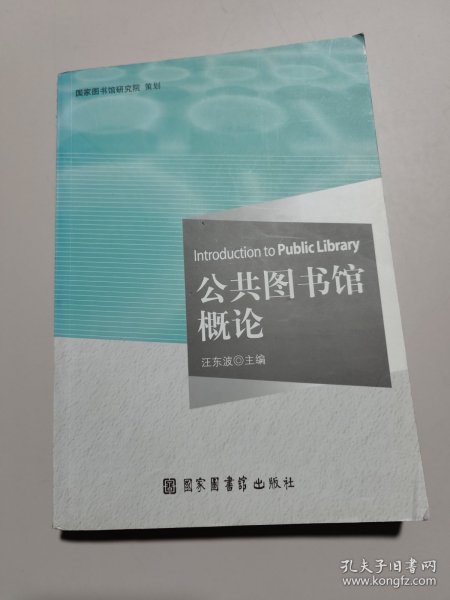 国家图书馆研究院 策划
Introduction to Public Library
公共图书馆
概论
汪东波◎主编
國家圖書館出版社
孔夫子旧书网
www.kongfz.com